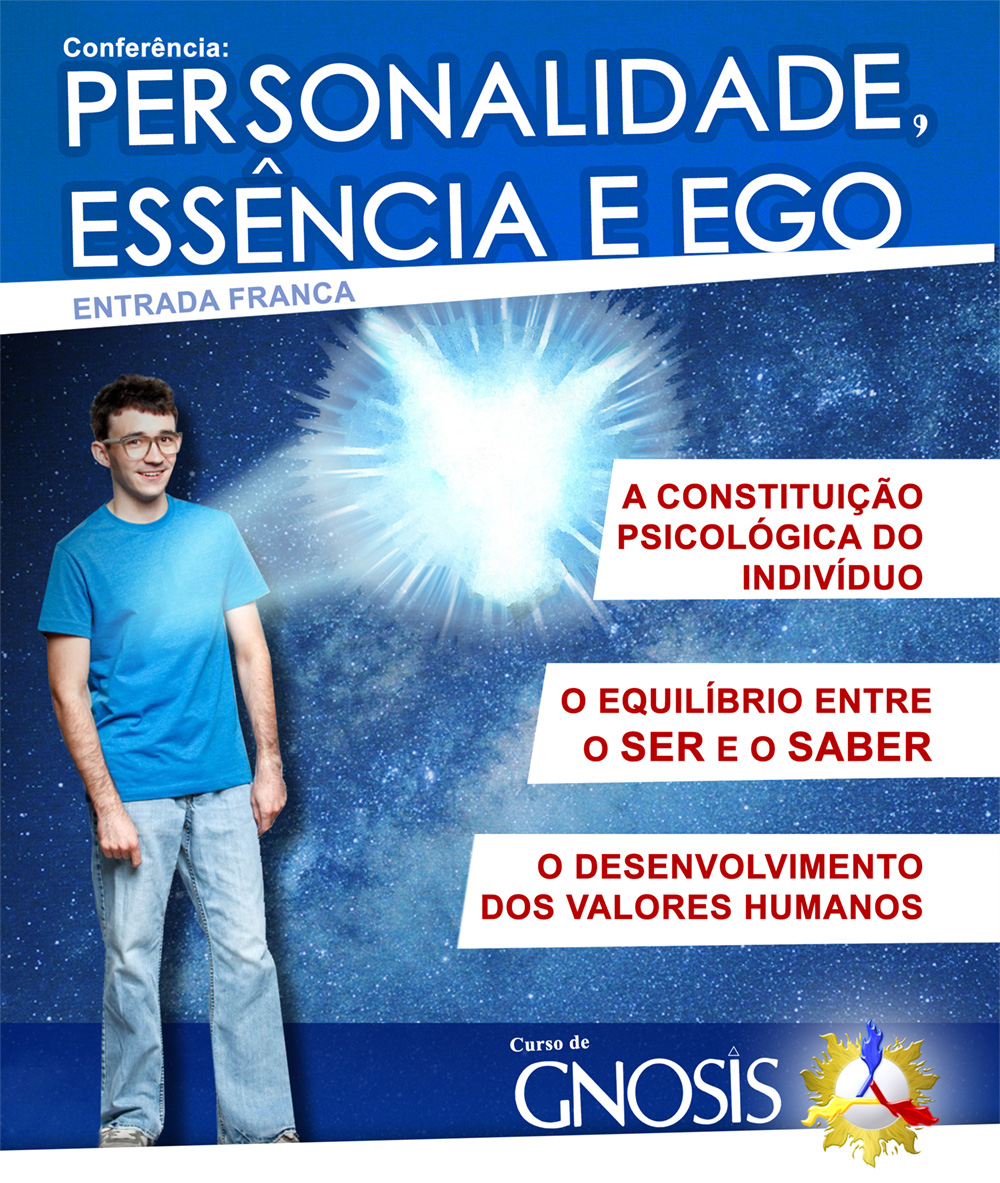 Conferência:
PERSONALIDADE,
ESSÊNCIA E EGO
ENTRADA FRANCA
A CONSTITUIÇÃO
PSICOLÓGICA DO
INDIVÍDUO
O EQUILÍBRIO ENTRE
O SER E O SABER
O DESENVOLVIMENTO
DOS VALORES HUMANOS
Curso de
GNOSIS